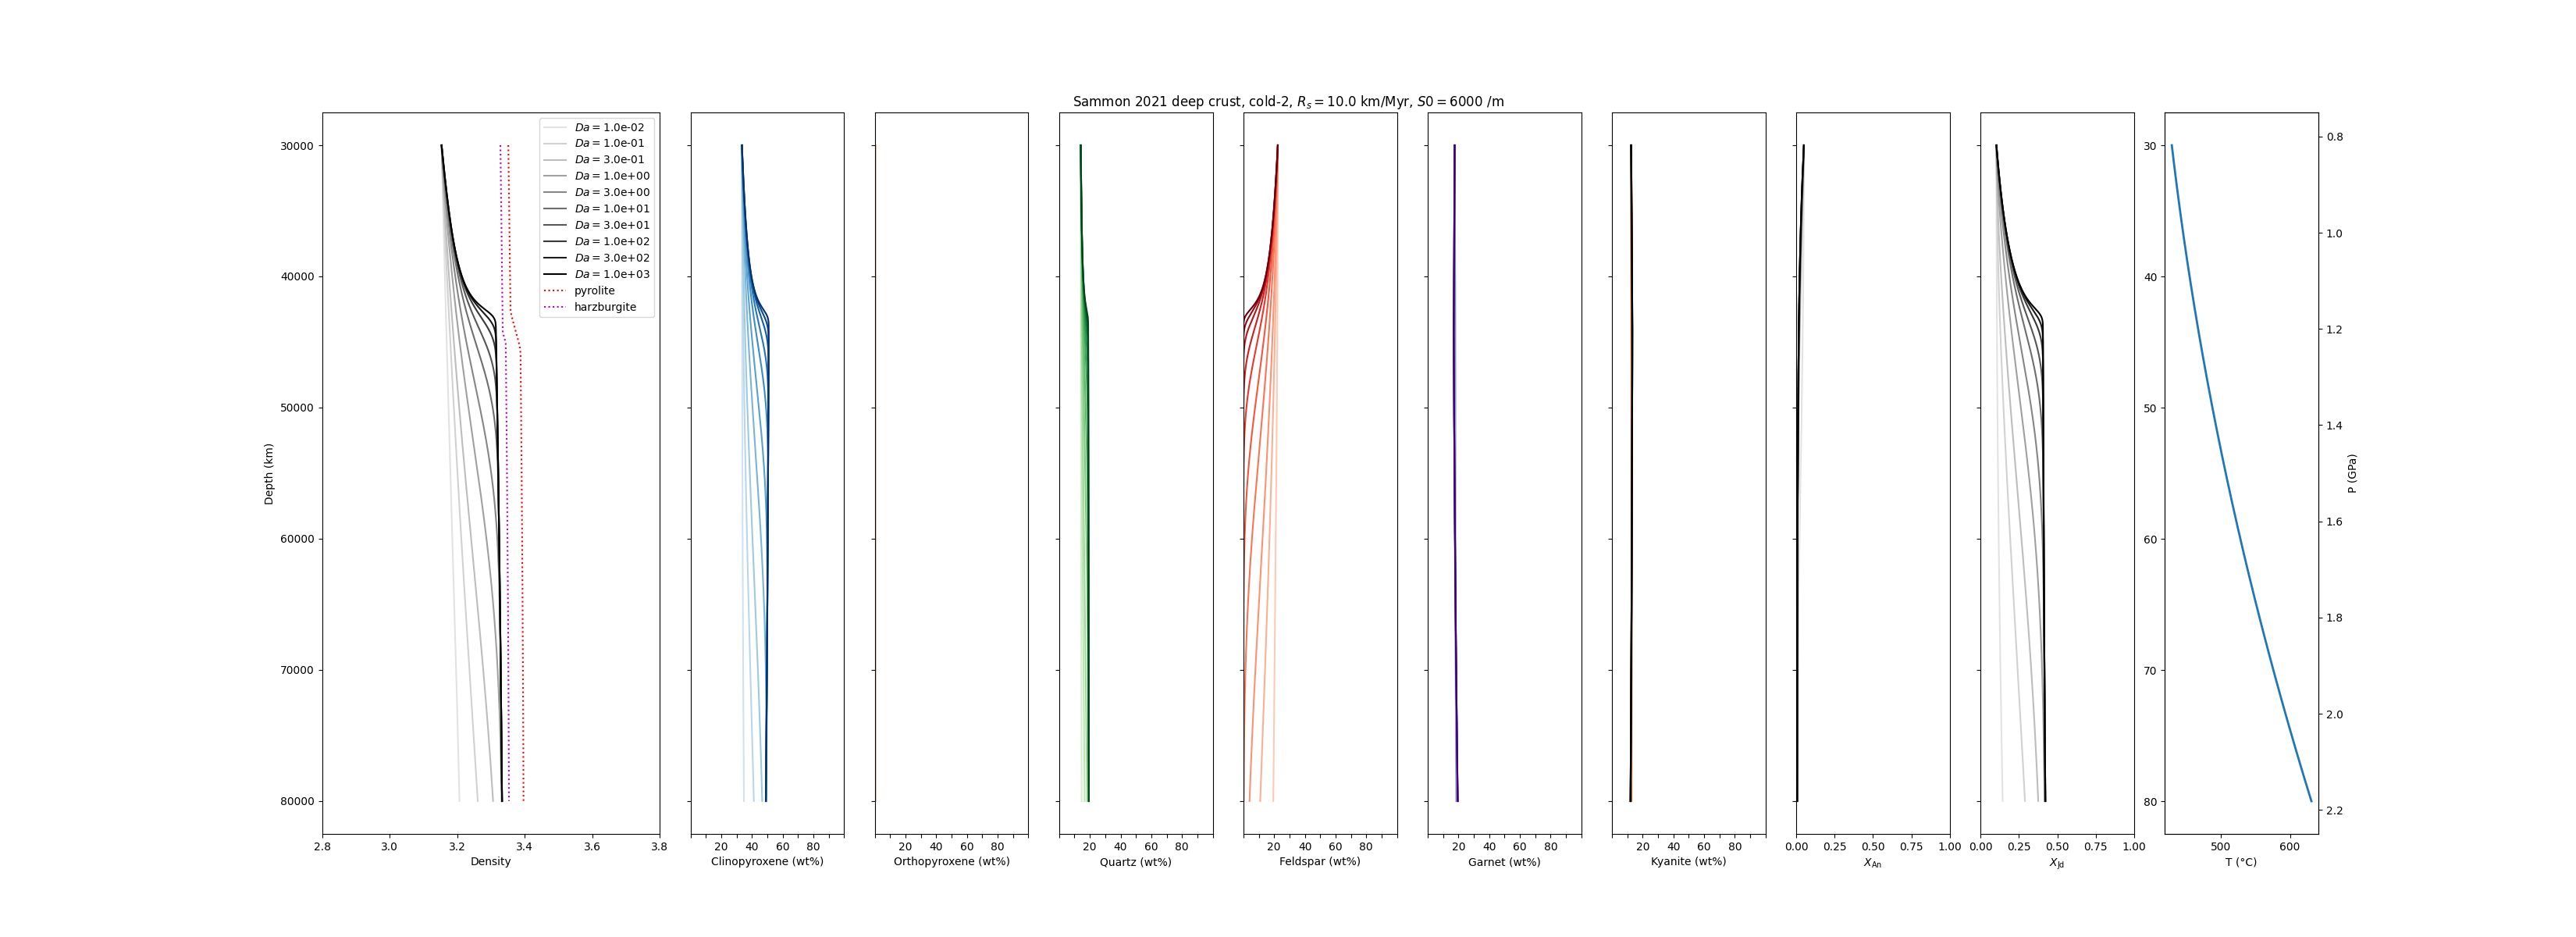 Sammon 2021 deep crust, cold-2, Rₛ = 10.0 km/Myr, S0 = 6000 /m
Da = 1.0e-02
Da = 1.0e-01
Da = 3.0e-01
Da = 1.0e+00
Da = 3.0e+00
Da = 1.0e+01
Da = 3.0e+01
Da = 1.0e+02
Da = 3.0e+02
Da = 1.0e+03
pyrolite
harzburgite
Depth (km)
30000
40000
50000
60000
70000
80000
2.8 3.0 3.2 3.4 3.6 3.8
Density
20 40 60 80
Clinopyroxene (wt%)
20 40 60 80
Orthopyroxene (wt%)
20 40 60 80
Quartz (wt%)
20 40 60 80
Feldspar (wt%)
20 40 60 80
Garnet (wt%)
20 40 60 80
Kyanite (wt%)
0.00 0.25 0.50 0.75 1.00
X_An
0.00 0.25 0.50 0.75 1.00
X_Jd
30
40
50
60
70
80
500 600
T (°C)
0.8
1.0
1.2
1.4
1.6
1.8
2.0
2.2
P (GPa)